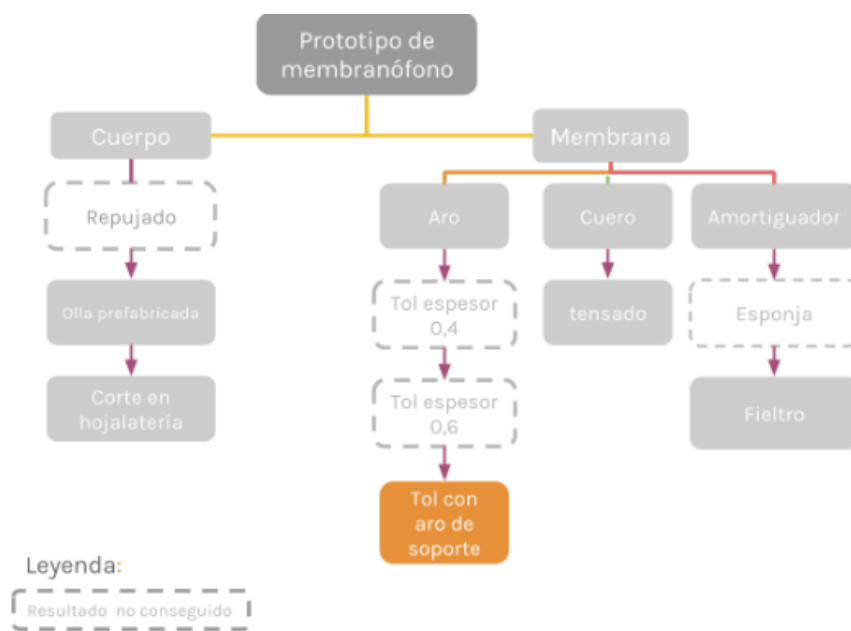 Prototipo de
membranófono
Cuerpo
Membrana
Repujado
Aro
Cuero
Amortiguador
Olla prefabricada
Tol espesor
0,4
tensado
Esponja
Corte en
hojalatería
Tol espesor
0,6
Fieltro
Tol con
aro de
soporte
Leyenda:
Resultado no conseguido